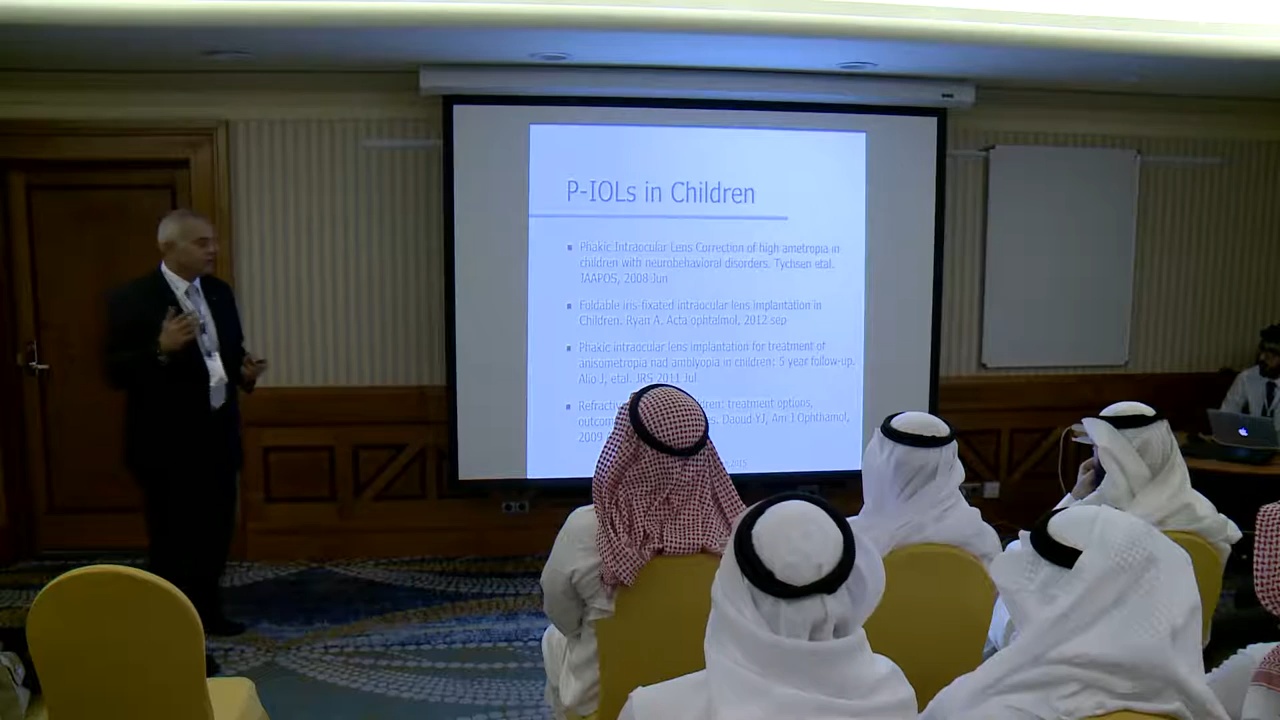 P-IOLs in Children
Phakic Intraocular Lens Correction of high ametropia in
children with neurobehavioral disorders. Tychsen etal.
JAAPOS, 2008 Jun
Foldable iris-fixated intraocular lens implantation in
Children. Ryan A. Acta ophtalmol, 2012 sep
Phakic intraocular lens implantation for treatment of
anisometropia nad amblyopia in children: 5 year follow-up.
Alio J, etal. JRS 2011 Jul
treatment options,
Daoud YJ, Am J Ophthamol,
2009